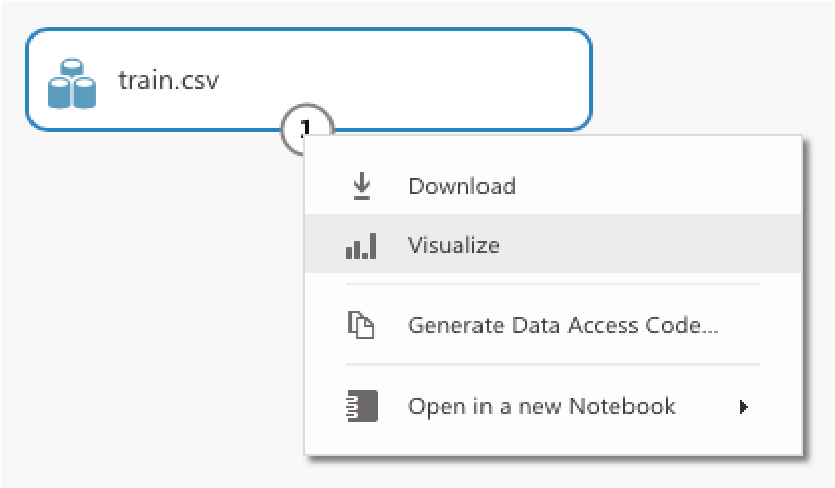 train.csv
1
Download
Visualize
Generate Data Access Code...
Open in a new Notebook